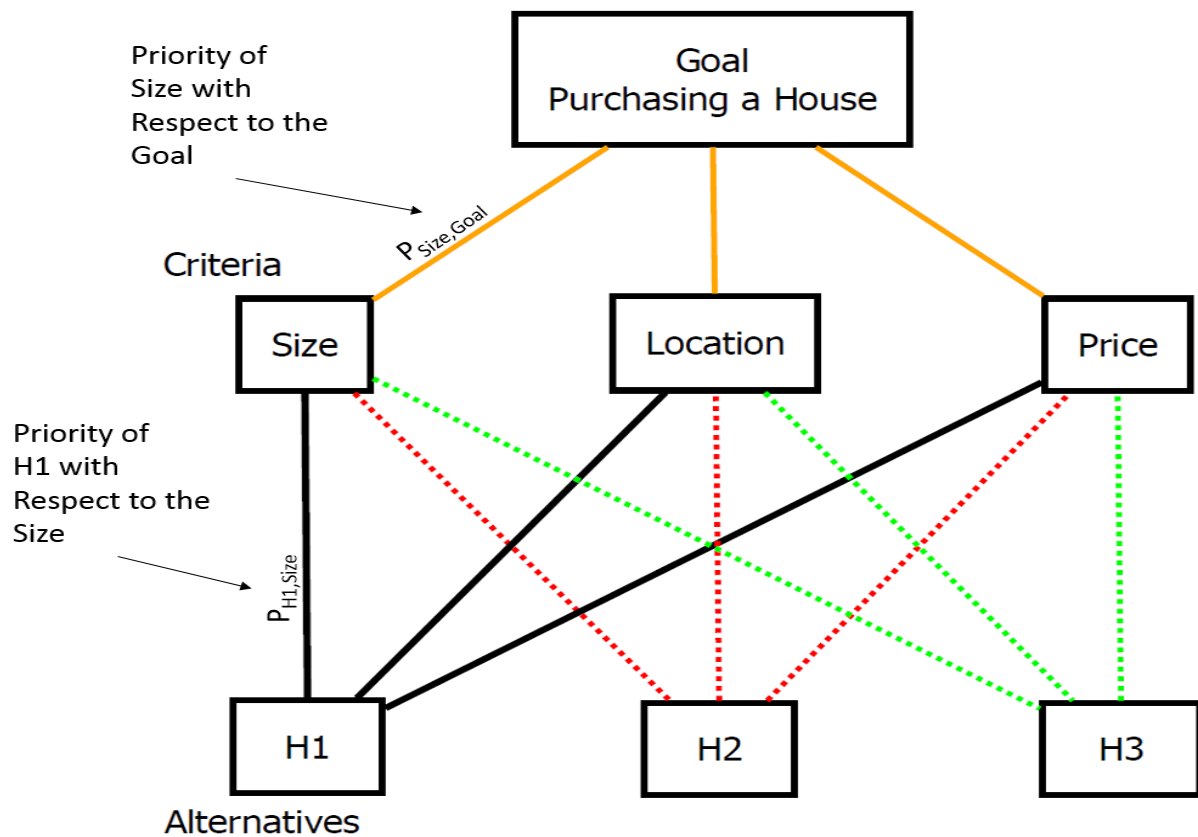 Priority of
Size with
Respect to the
Goal
Goal
Purchasing a House
P Size,Goal
Criteria
Size
Location
Price
Priority of
H1 with
Respect to the
Size
P H1,Size
H1
H2
H3
Alternatives